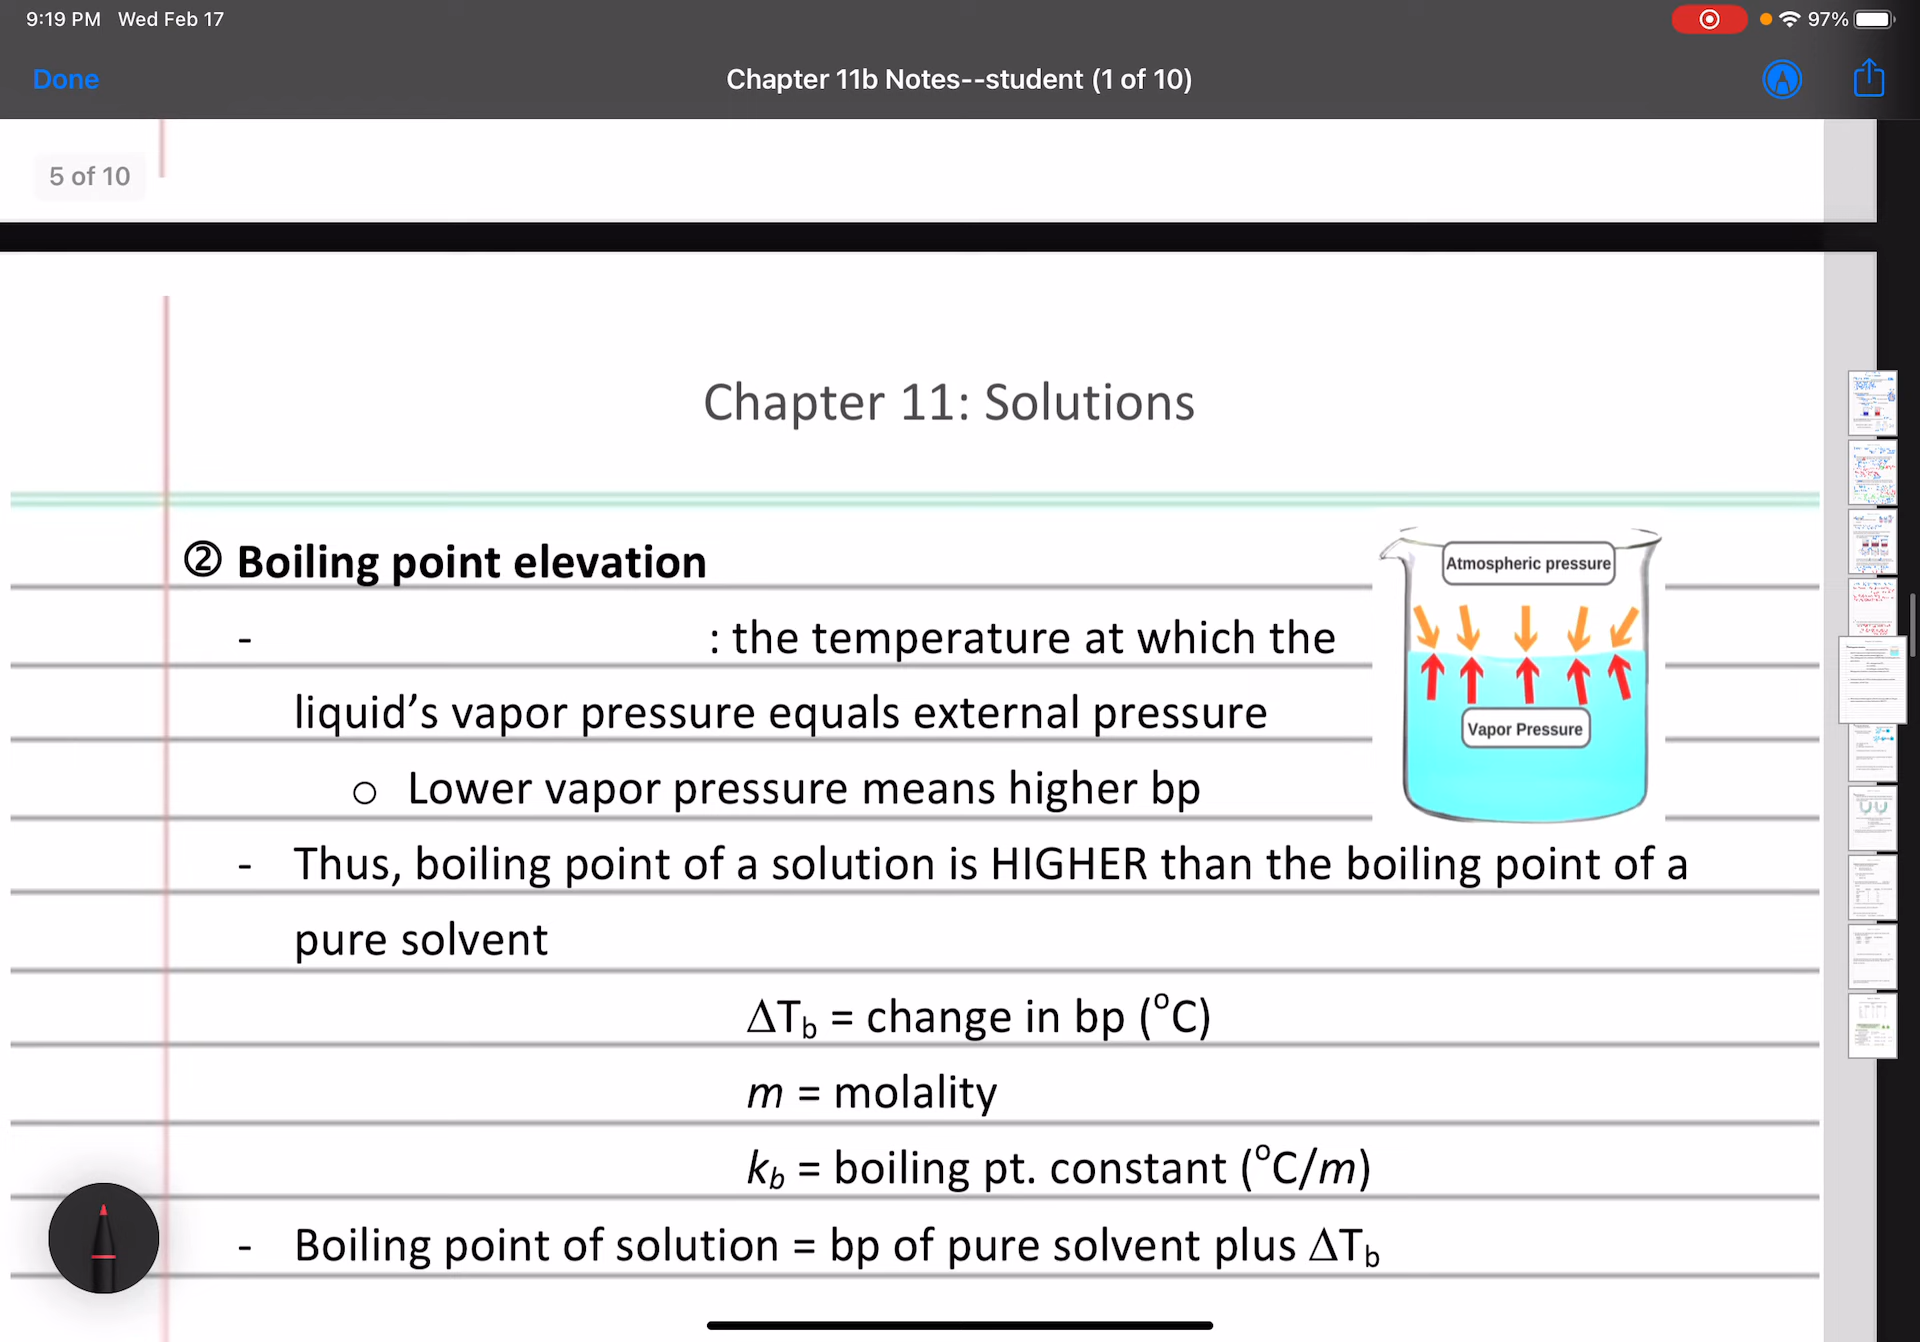 9:19 PM Wed Feb 17
97%
Done
Chapter 11b Notes--student (1 of 10)
5 of 10
Chapter 11: Solutions
② Boiling point elevation
- : the temperature at which the
liquid’s vapor pressure equals external pressure
o Lower vapor pressure means higher bp
- Thus, boiling point of a solution is HIGHER than the boiling point of a
pure solvent
ΔTb = change in bp (°C)
m = molality
kb = boiling pt. constant (°C/m)
- Boiling point of solution = bp of pure solvent plus ΔTb
Atmospheric pressure
Vapor Pressure